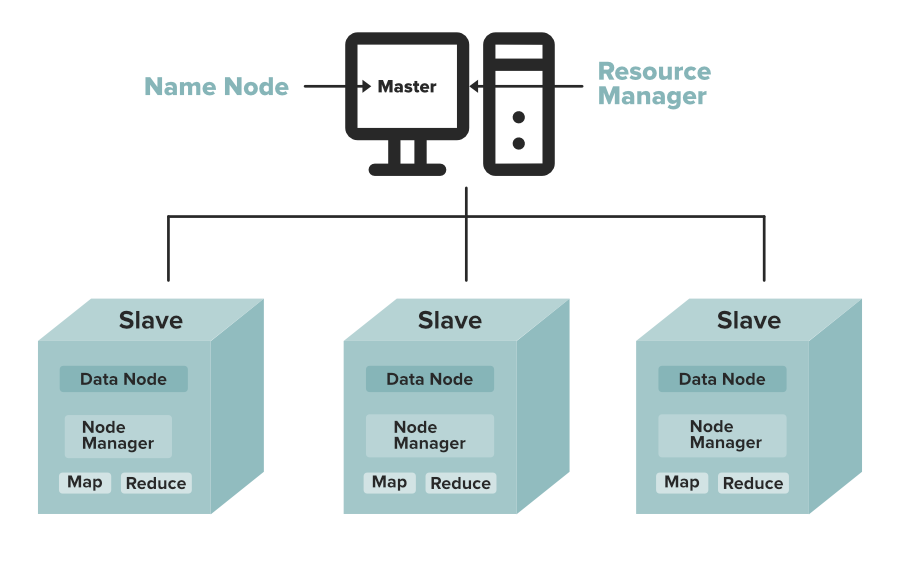 Name Node
Master
Resource
Manager
Slave
Data Node
Node
Manager
Map
Reduce
Slave
Data Node
Node
Manager
Map
Reduce
Slave
Data Node
Node
Manager
Map
Reduce